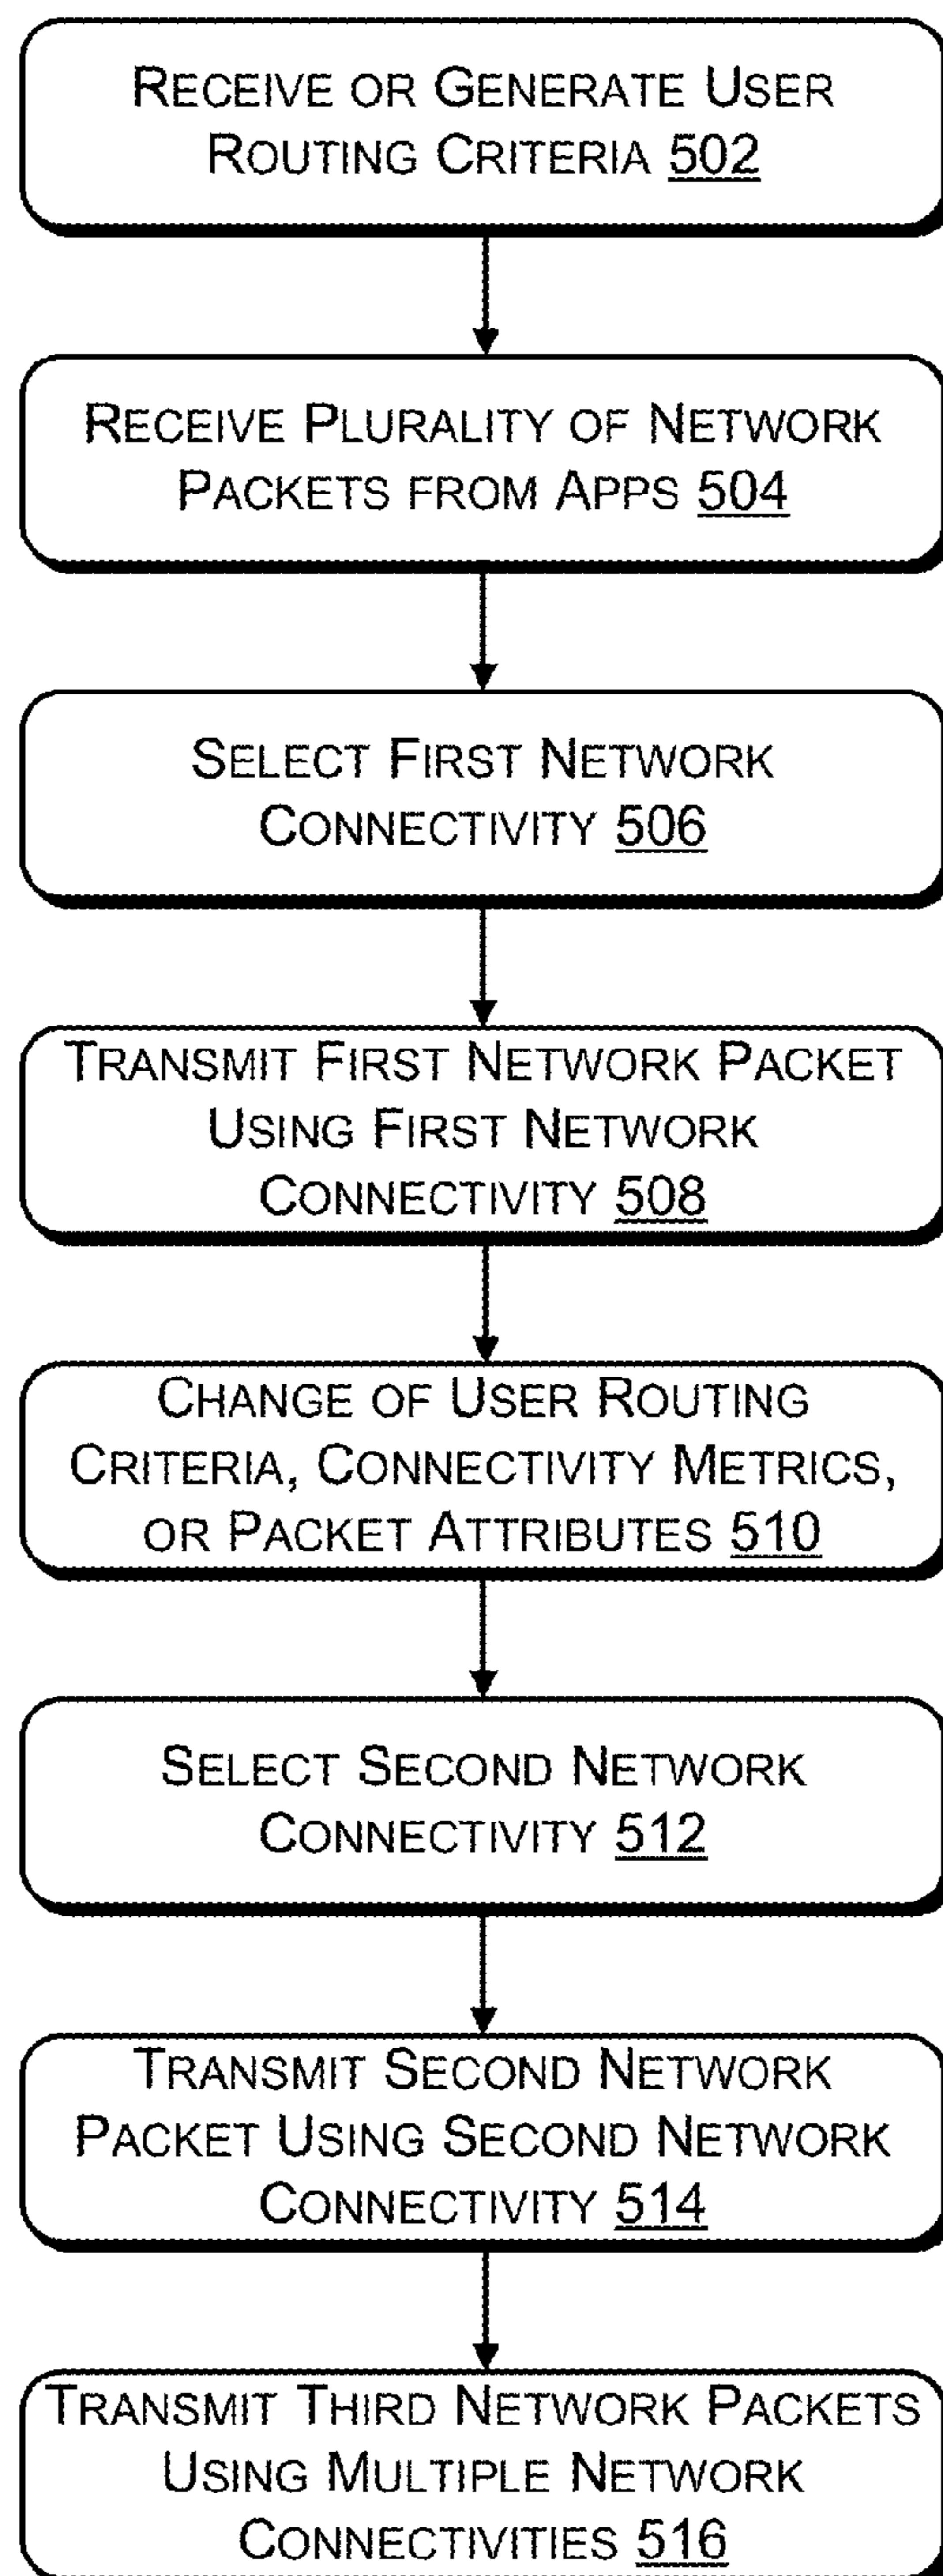 RECEIVE OR GENERATE USER
ROUTING CRITERIA 502
RECEIVE PLURALITY OF NETWORK
PACKETS FROM APPS 504
SELECT FIRST NETWORK
CONNECTIVITY 506
TRANSMIT FIRST NETWORK PACKET
USING FIRST NETWORK
CONNECTIVITY 508
CHANGE OF USER ROUTING
CRITERIA, CONNECTIVITY METRICS,
OR PACKET ATTRIBUTES 510
SELECT SECOND NETWORK
CONNECTIVITY 512
TRANSMIT SECOND NETWORK
PACKET USING SECOND NETWORK
CONNECTIVITY 514
TRANSMIT THIRD NETWORK PACKETS
USING MULTIPLE NETWORK
CONNECTIVITIES 516